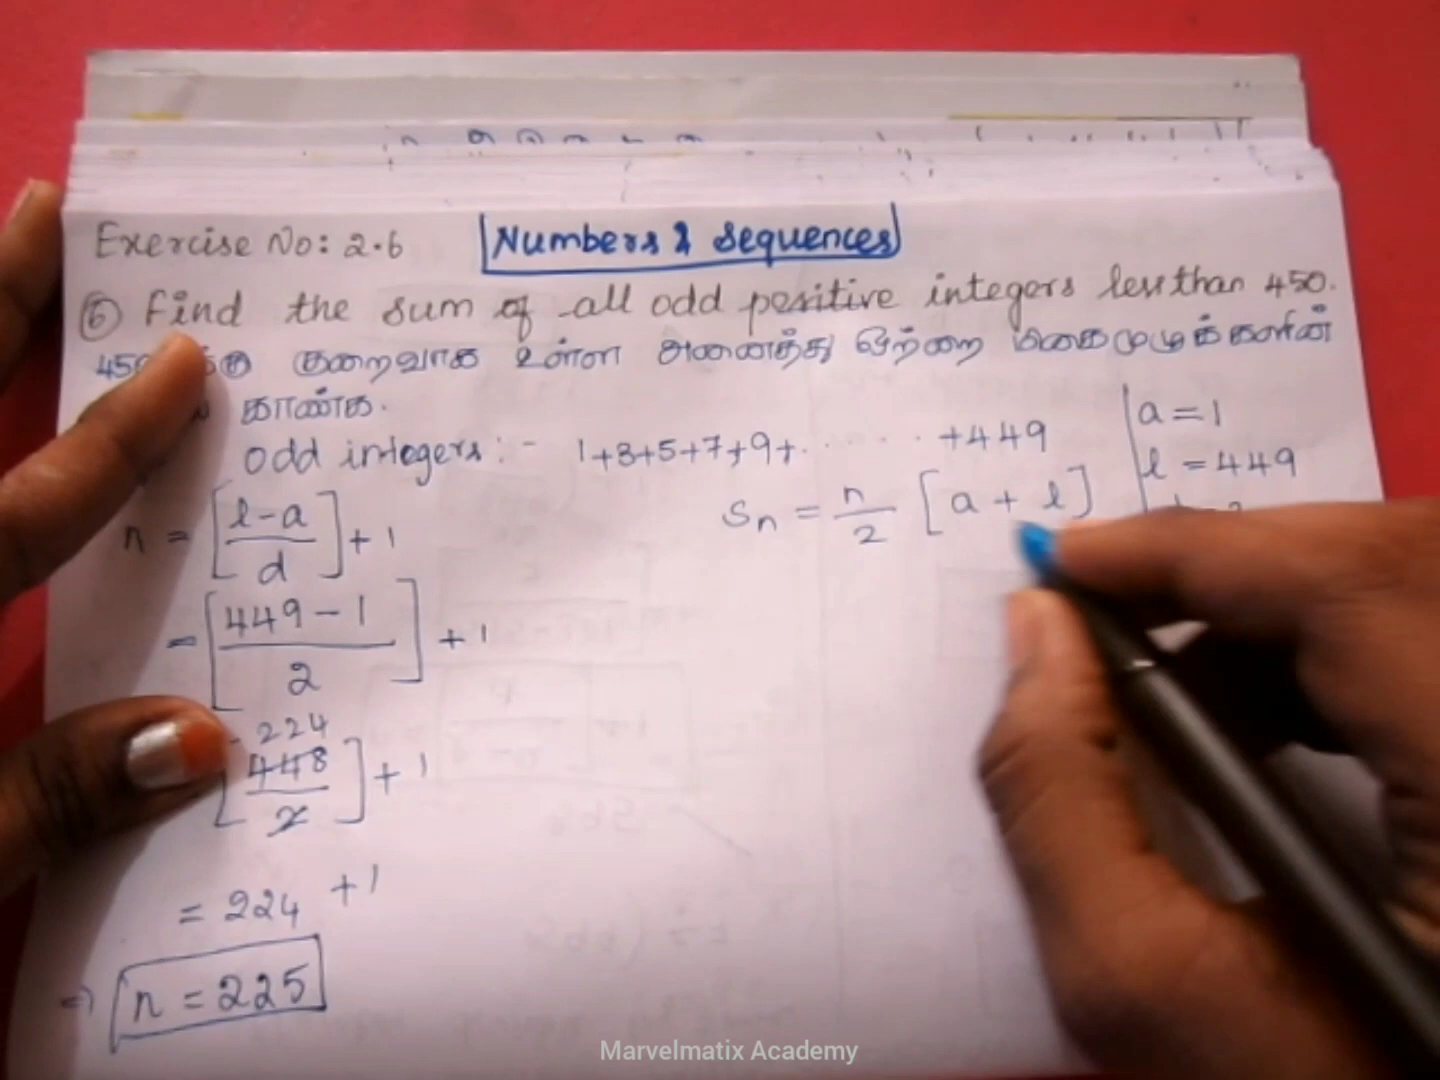 Exercise No: 2.6 Numbers & Sequences
⑥ Find the sum of all odd positive integers less than 450.
குறைவாக உள்ள அனைத்து ஒற்றை மிகை முழுக்களின்
காண்க.
odd integers :- 1+3+5+7+9+......+449
a = 1
l = 449
n = [l-a/d] + 1
Sn = n/2 [a + l]
= [449-1/2] + 1
224
[448/2] + 1
= 224 + 1
⇒ n = 225
Marvelmatix Academy